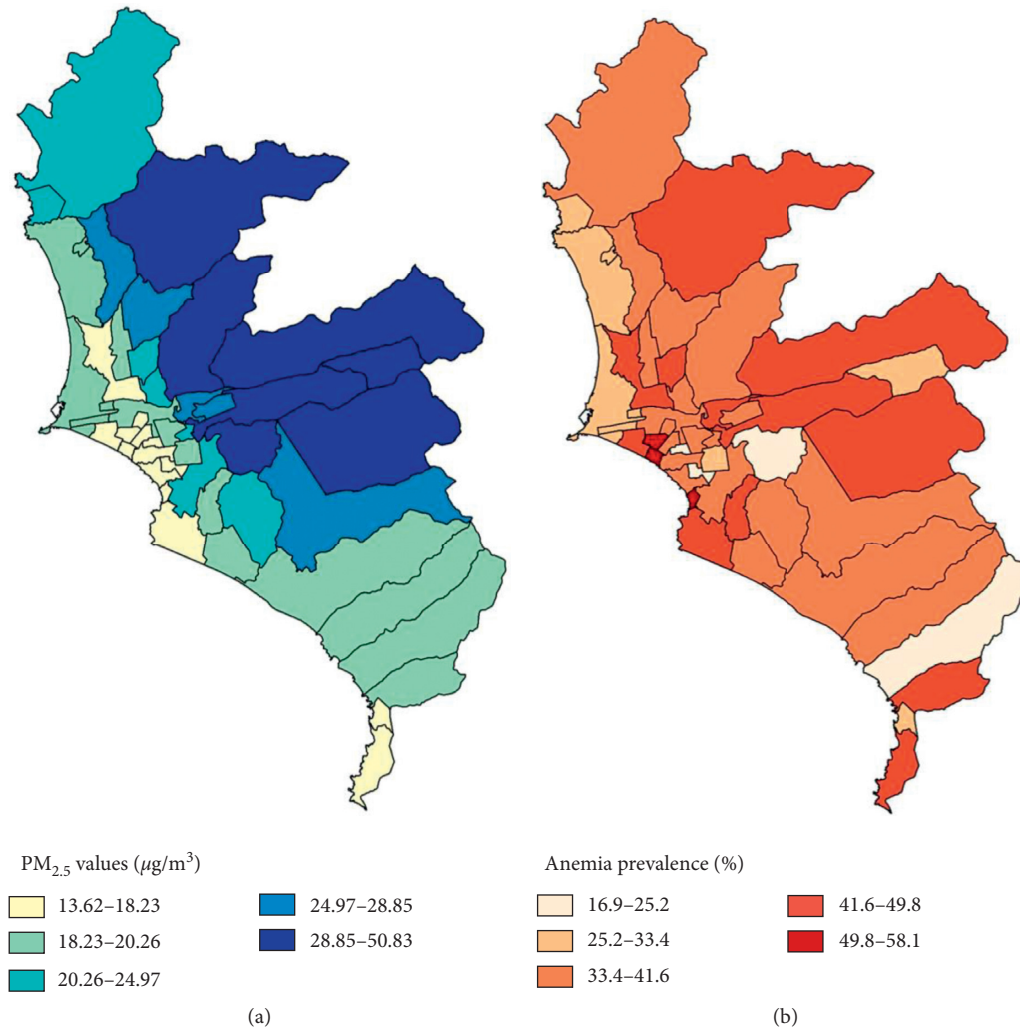 PM2.5 values (μg/m³)
13.62–18.23
18.23–20.26
20.26–24.97
24.97–28.85
28.85–50.83
(a)
Anemia prevalence (%)
16.9–25.2
25.2–33.4
33.4–41.6
41.6–49.8
49.8–58.1
(b)